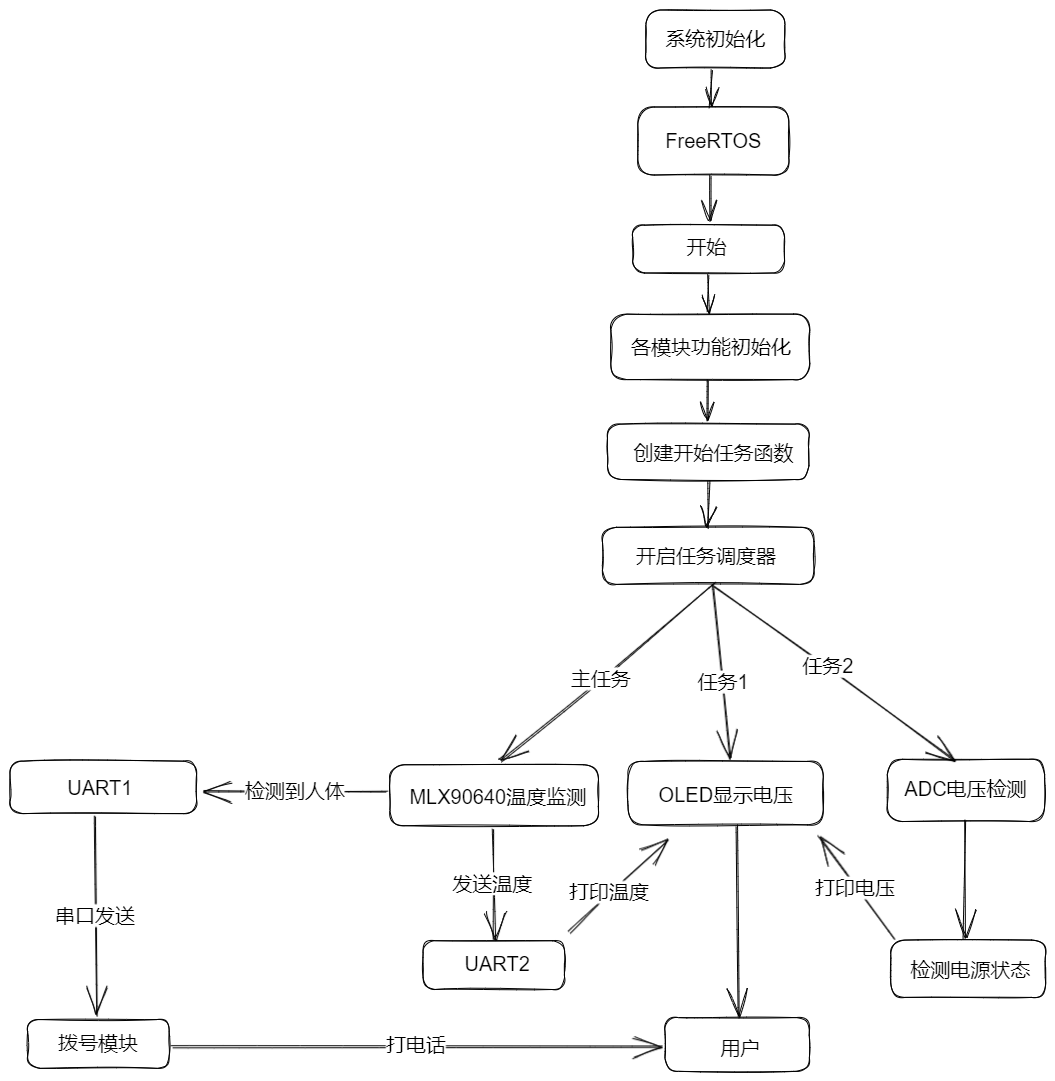 系统初始化
FreeRTOS
开始
各模块功能初始化
创建开始任务函数
开启任务调度器
主任务
任务1
任务2
UART1
检测到人体
MLX90640温度监测
OLED显示电压
ADC电压检测
发送温度
打印温度
打印电压
串口发送
UART2
检测电源状态
拨号模块
打电话
用户